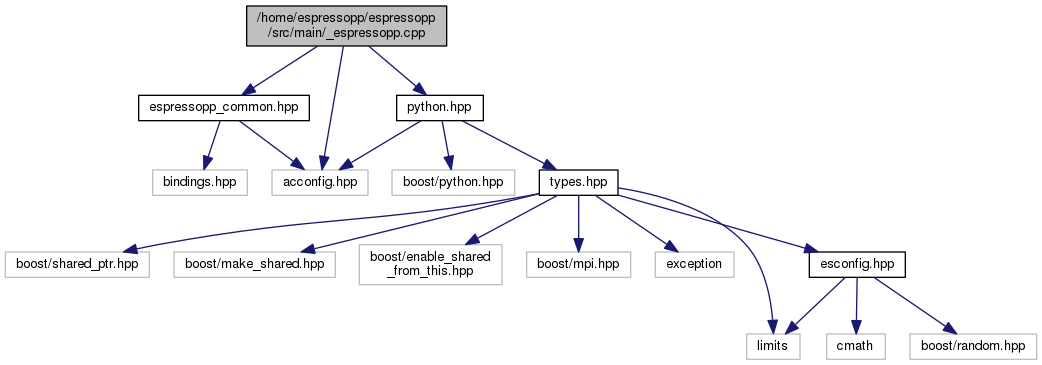 /home/espressopp/espressopp
/src/main/_espressopp.cpp
espressopp_common.hpp
python.hpp
bindings.hpp
acconfig.hpp
boost/python.hpp
types.hpp
boost/shared_ptr.hpp
boost/make_shared.hpp
boost/enable_shared
_from_this.hpp
boost/mpi.hpp
exception
esconfig.hpp
limits
cmath
boost/random.hpp